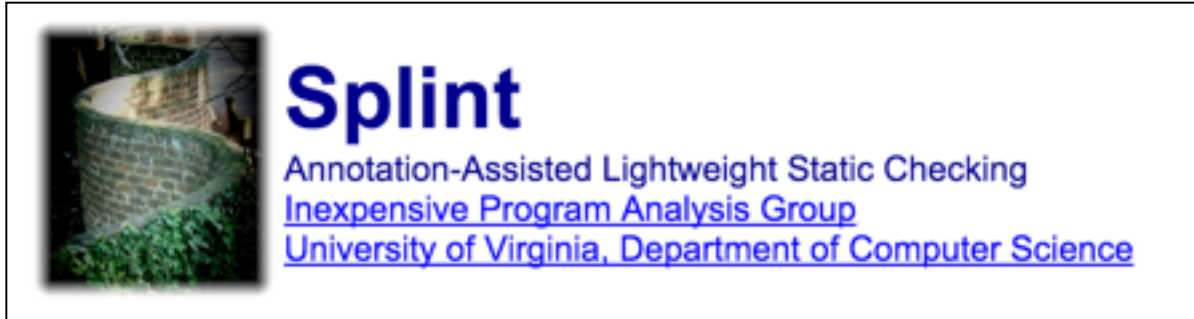 Splint
Annotation-Assisted Lightweight Static Checking
Inexpensive Program Analysis Group
University of Virginia, Department of Computer Science